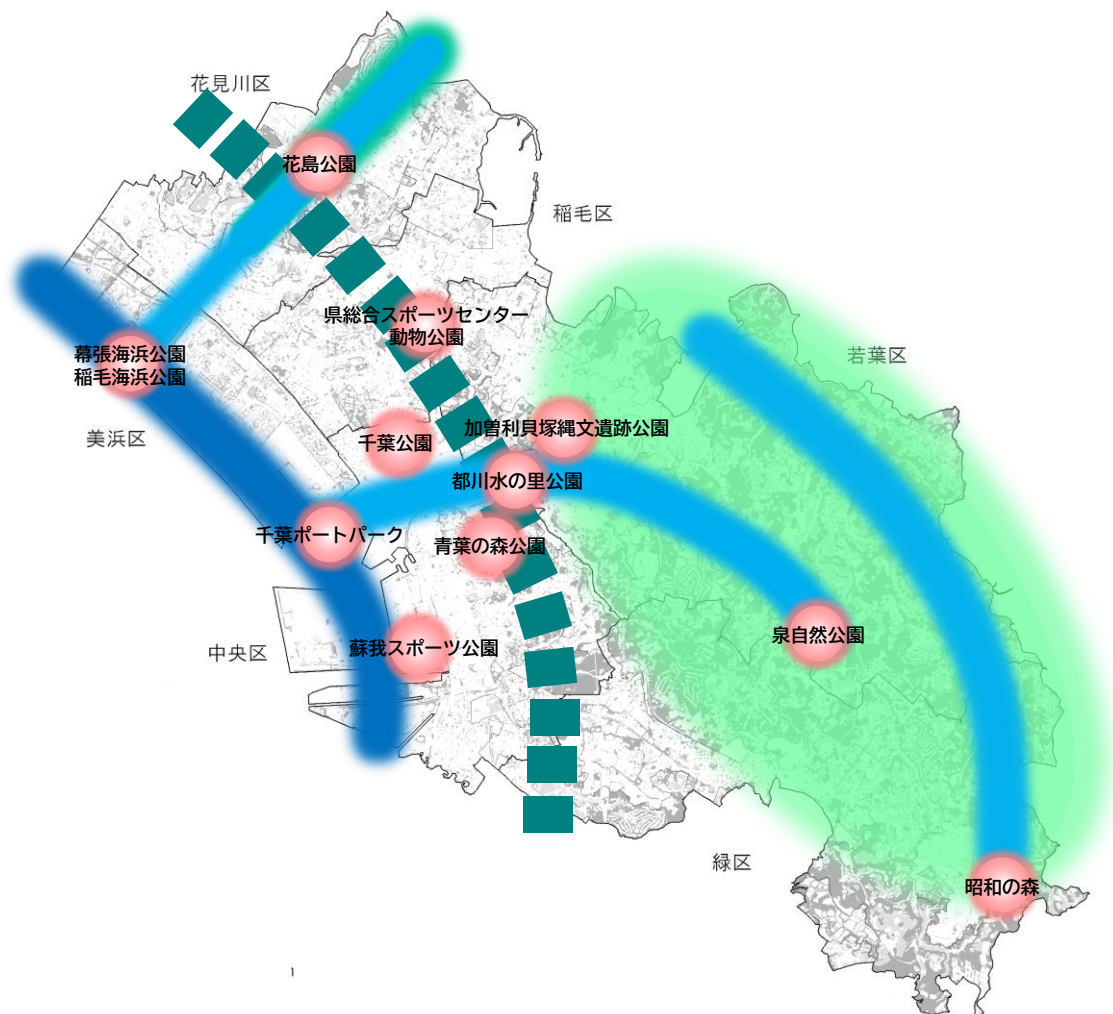 花見川区
花島公園
稲毛区
県総合スポーツセンター
動物公園
幕張海浜公園
稲毛海浜公園
若葉区
美浜区
千葉公園
加曽利貝塚縄文遺跡公園
都川水の里公園
千葉ポートパーク
青葉の森公園
中央区
蘇我スポーツ公園
泉自然公園
緑区
昭和の森
1